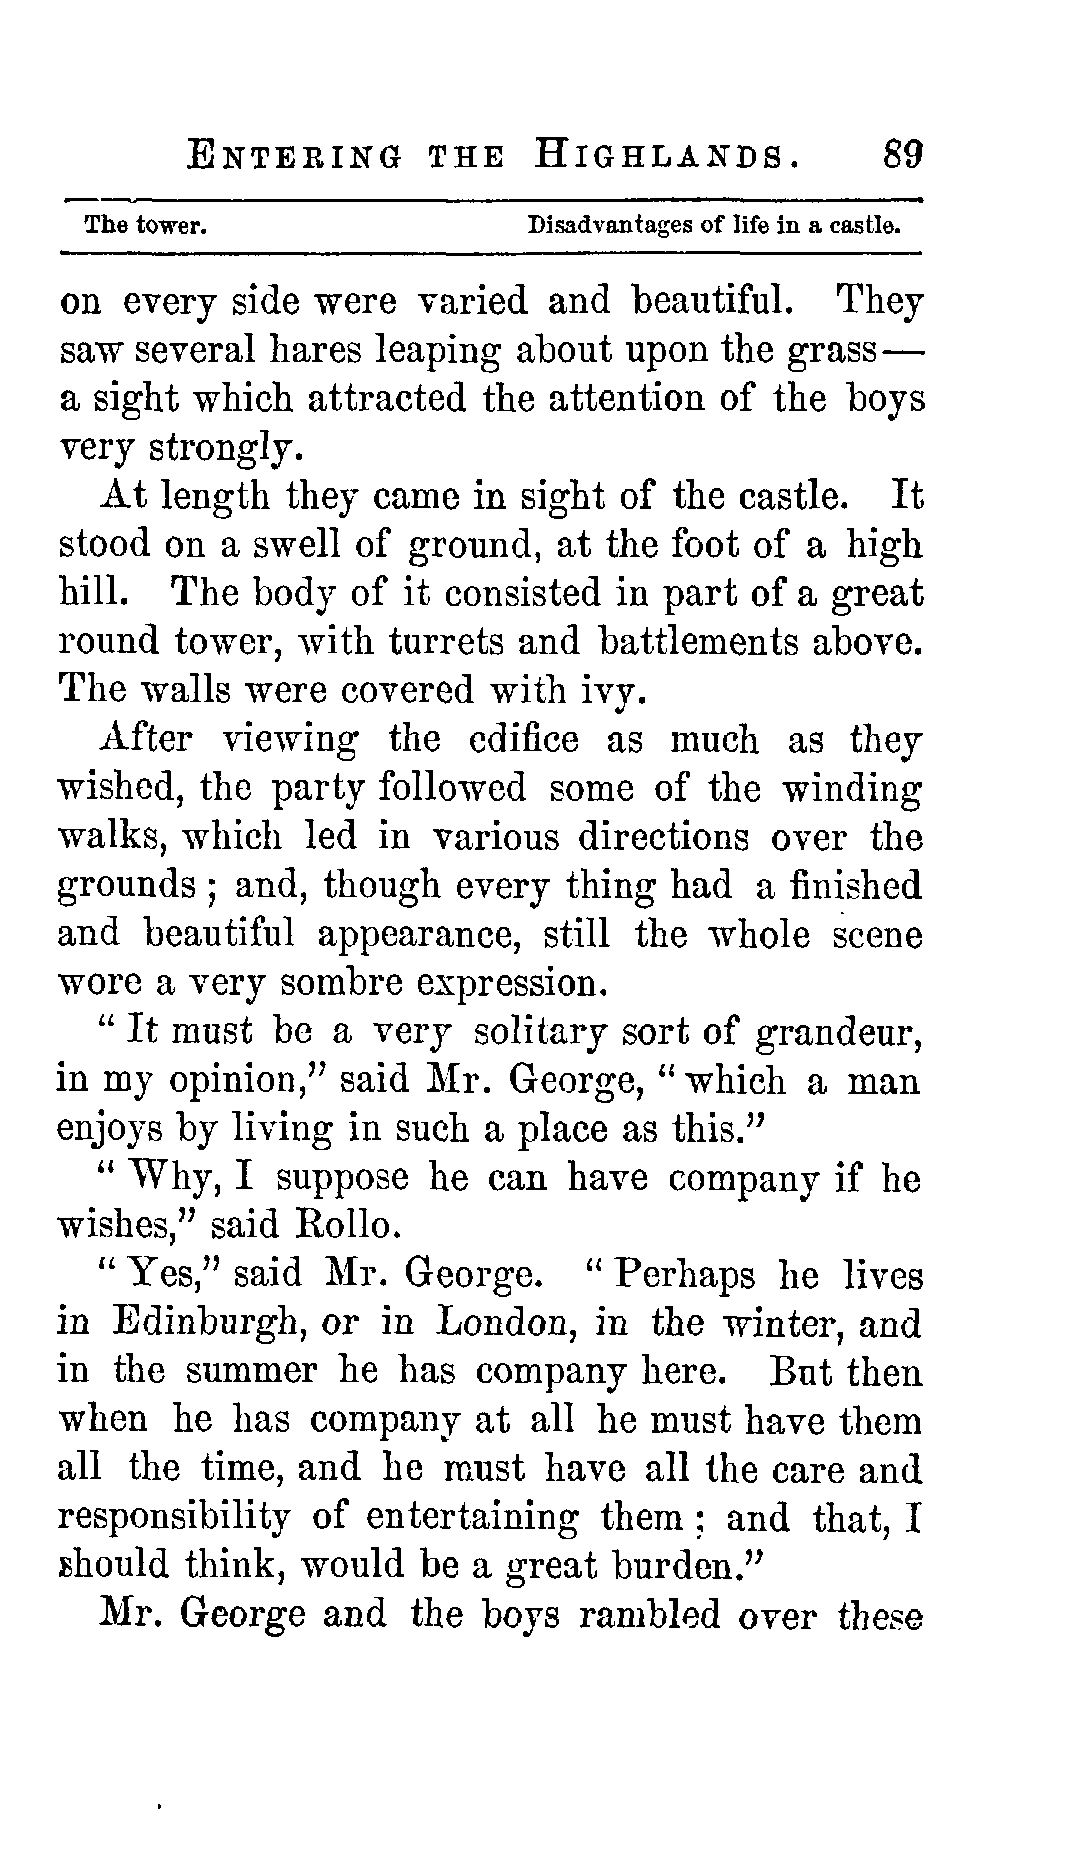 ENTERING THE HIGHLANDS. 89
The tower. Disadvantages of life in a castle.
on every side were varied and beautiful. They
saw several hares leaping about upon the grass—
a sight which attracted the attention of the boys
very strongly.
At length they came in sight of the castle. It
stood on a swell of ground, at the foot of a high
hill. The body of it consisted in part of a great
round tower, with turrets and battlements above.
The walls were covered with ivy.
After viewing the edifice as much as they
wished, the party followed some of the winding
walks, which led in various directions over the
grounds ; and, though every thing had a finished
and beautiful appearance, still the whole scene
wore a very sombre expression.
“ It must be a very solitary sort of grandeur,
in my opinion,” said Mr. George, “ which a man
enjoys by living in such a place as this.”
“ Why, I suppose he can have company if he
wishes,” said Rollo.
“ Yes,” said Mr. George. “ Perhaps he lives
in Edinburgh, or in London, in the winter, and
in the summer he has company here. But then
when he has company at all he must have them
all the time, and he must have all the care and
responsibility of entertaining them ; and that, I
should think, would be a great burden.”
Mr. George and the boys rambled over these